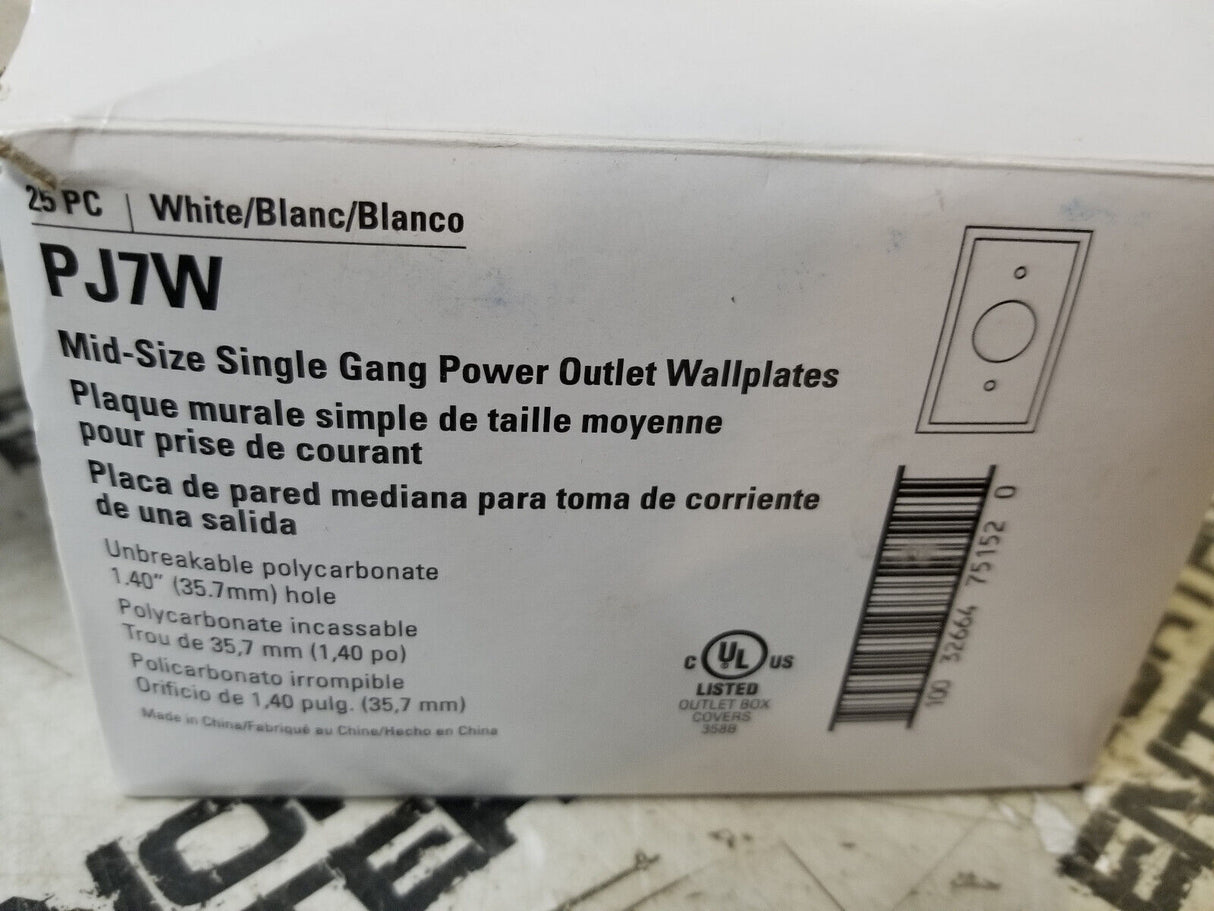 25 PC | White/Blanc/Blanco
PJ7W
Mid-Size Single Gang Power Outlet Wallplates
Plaque murale simple de taille moyenne
pour prise de courant
Placa de pared mediana para toma de corriente
de una salida
Unbreakable polycarbonate
1.40" (35.7mm) hole
Polycarbonate incassable
Trou de 35,7 mm (1,40 po)
Policarbonato irrompible
Orificio de 1,40 pulg. (35,7 mm)
Made in China/Fabriqué au Chine/Hecho en China
C UL US
LISTED
OUTLET BOX
COVERS
358B
100 32664 75152 0